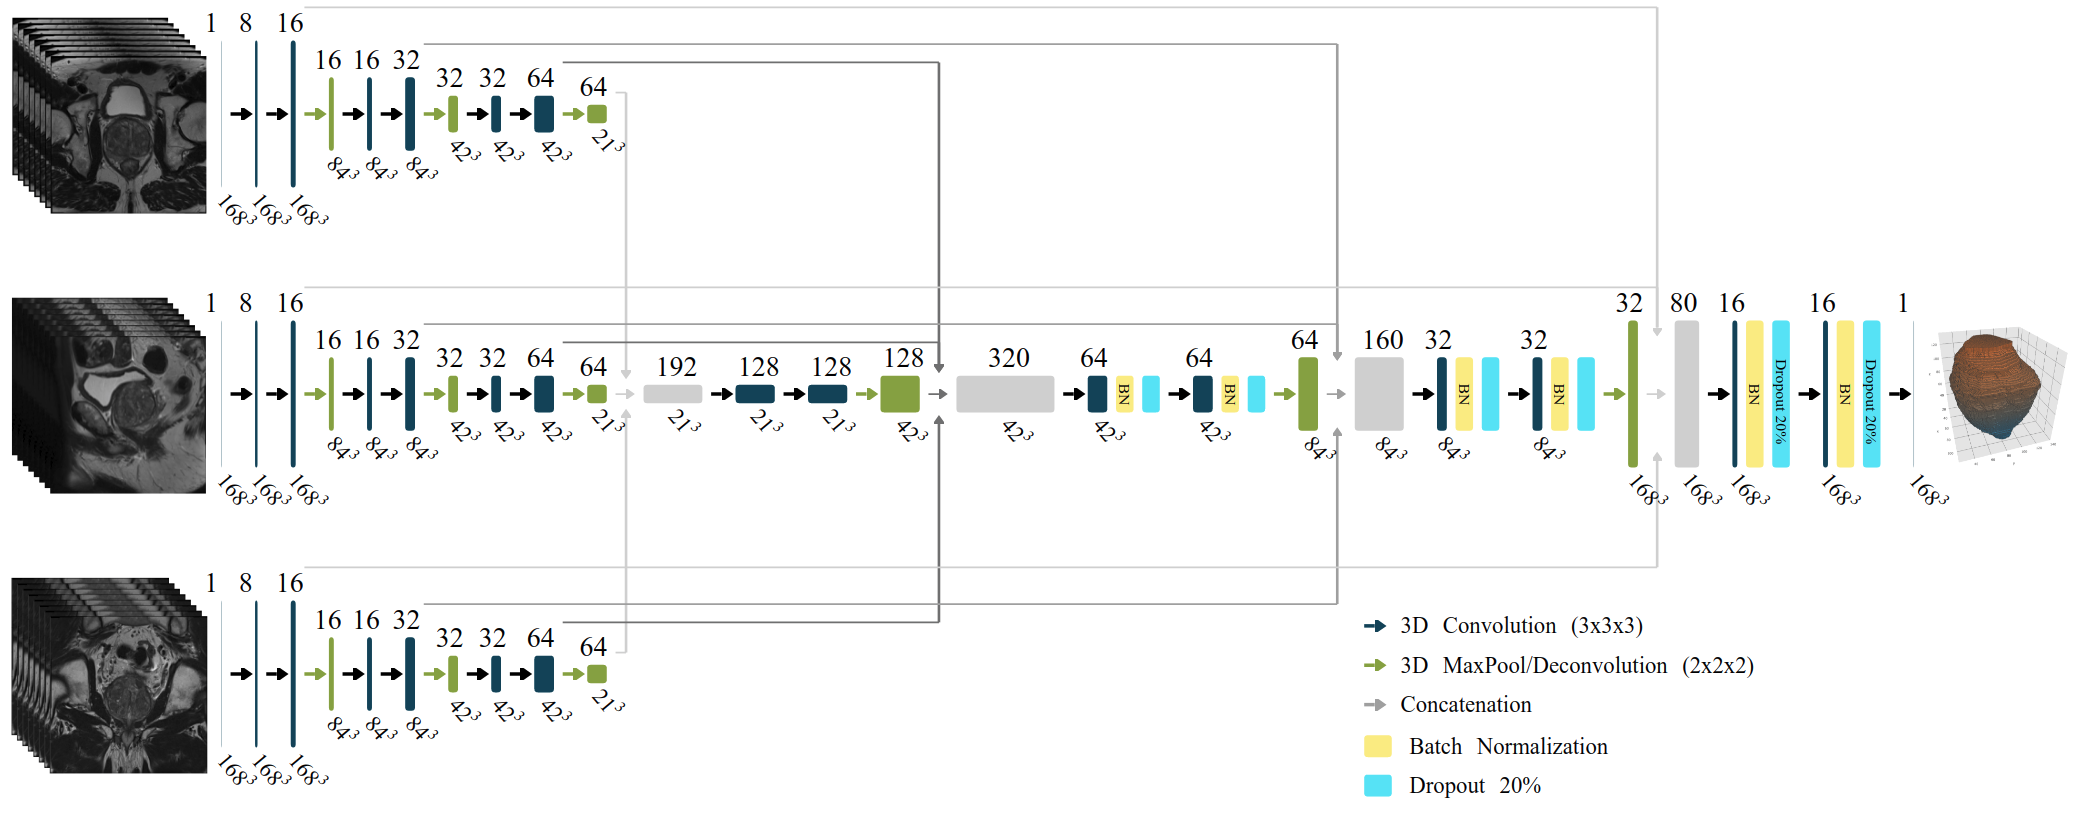 1 8 16
16 16 32
32 32 64
64
168³ 168³ 168³
84³ 84³ 84³
42³ 42³ 42³
21³
1 8 16
16 16 32
32 32 64
64
192 128 128
128
320
64 64
64
160
32 32
32
80
16 16 1
168³ 168³ 168³
84³ 84³ 84³
42³ 42³ 42³
21³
21³ 21³ 21³
42³
42³
42³ 42³
84³
84³
84³ 84³
168³
168³
168³ 168³ 168³
BN BN
BN BN
BN Dropout 20% BN Dropout 20%
1 8 16
16 16 32
32 32 64
64
168³ 168³ 168³
84³ 84³ 84³
42³ 42³ 42³
21³
3D Convolution (3x3x3)
3D MaxPool/Deconvolution (2x2x2)
Concatenation
Batch Normalization
Dropout 20%